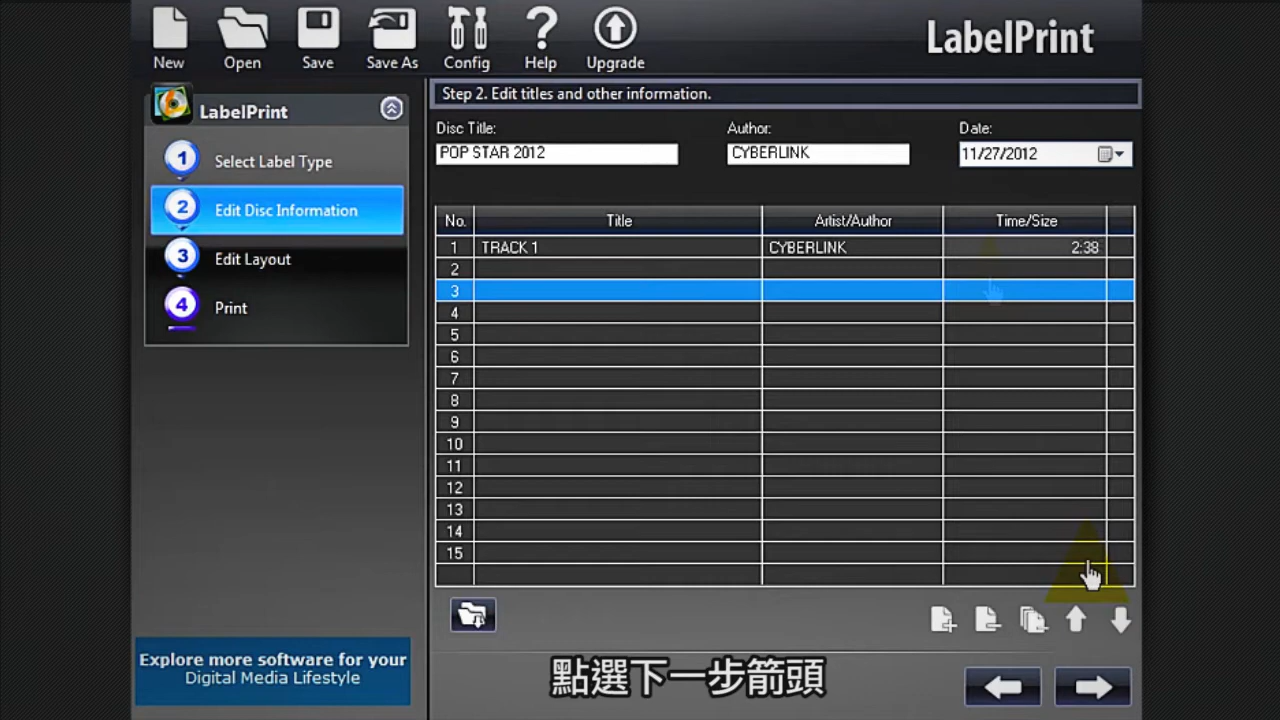 New
Open
Save
Save As
Config
Help
Upgrade
LabelPrint
LabelPrint
1 Select Label Type
2 Edit Disc Information
3 Edit Layout
4 Print
Step 2. Edit titles and other information.
Disc Title:
Author:
Date:
POP STAR 2012
CYBERLINK
11/27/2012
No. Title Artist/Author Time/Size
1 TRACK 1 CYBERLINK 2:38
2
3
4
5
6
7
8
9
10
11
12
13
14
15
Explore more software for your
Digital Media Lifestyle
點選下一步箭頭